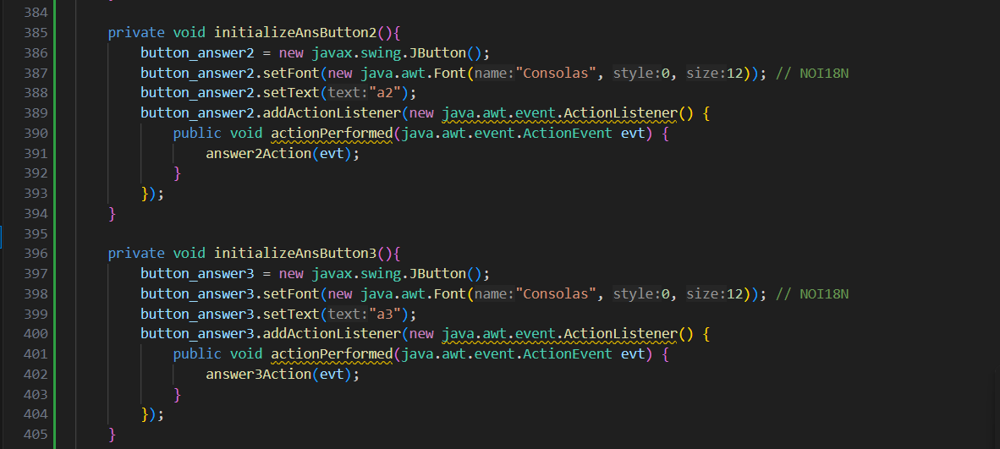 384
385 private void initializeAnsButton2(){
386 button_answer2 = new javax.swing.JButton();
387 button_answer2.setFont(new java.awt.Font(name:"Consolas", style:0, size:12)); // NOI18N
388 button_answer2.setText(text:"a2");
389 button_answer2.addActionListener(new java.awt.event.ActionListener() {
390 public void actionPerformed(java.awt.event.ActionEvent evt) {
391 answer2Action(evt);
392 }
393 });
394 }
395
396 private void initializeAnsButton3(){
397 button_answer3 = new javax.swing.JButton();
398 button_answer3.setFont(new java.awt.Font(name:"Consolas", style:0, size:12)); // NOI18N
399 button_answer3.setText(text:"a3");
400 button_answer3.addActionListener(new java.awt.event.ActionListener() {
401 public void actionPerformed(java.awt.event.ActionEvent evt) {
402 answer3Action(evt);
403 }
404 });
405 }